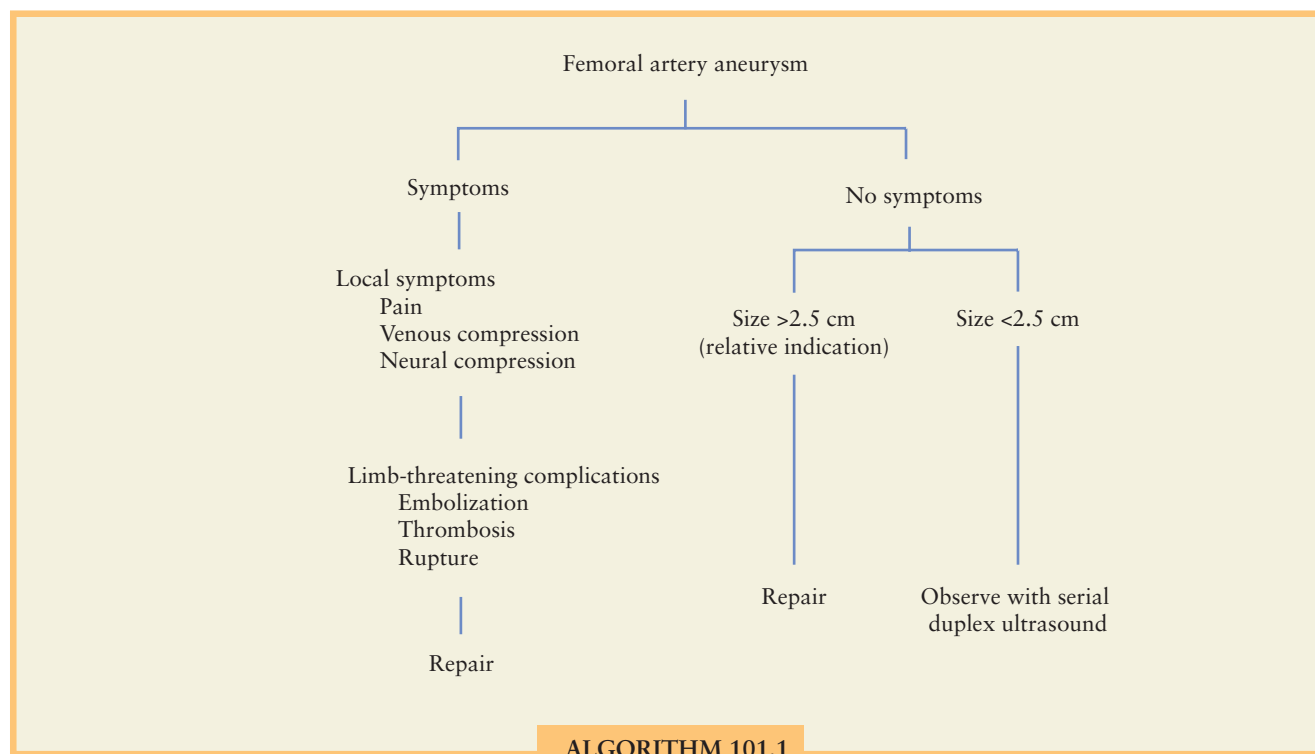 Femoral artery aneurysm
Symptoms
No symptoms
Local symptoms
Pain
Venous compression
Neural compression
Size >2.5 cm
(relative indication)
Size <2.5 cm
Limb-threatening complications
Embolization
Thrombosis
Rupture
Repair
Repair
Observe with serial
duplex ultrasound
ALGORITHM 101.1